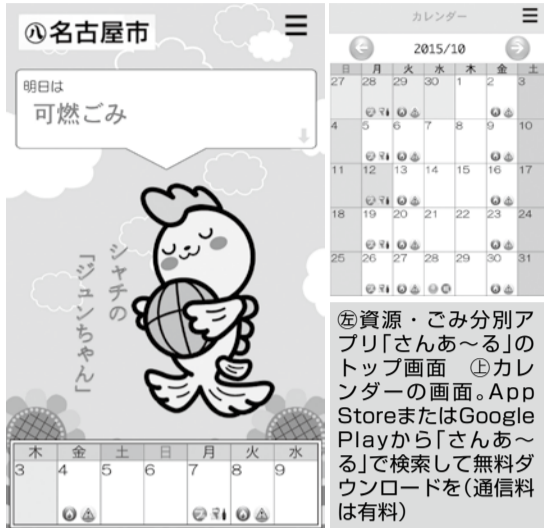 ㊇名古屋市
明日は
可燃ごみ
シャチの
「ジュンちゃん」
木 金 土 日 月 火 水
3 4 5 6 7 8 9
カレンダー
2015/10
日 月 火 水 木 金 土
27 28 29 30 1 2 3
4 5 6 7 8 9 10
11 12 13 14 15 16 17
18 19 20 21 22 23 24
25 26 27 28 29 30 31
㊧資源・ごみ分別ア
プリ「さんあ〜る」の
トップ画面　㊤カレ
ンダーの画面。App
StoreまたはGoogle
Playから「さんあ〜
る」で検索して無料ダ
ウンロードを(通信料
は有料)